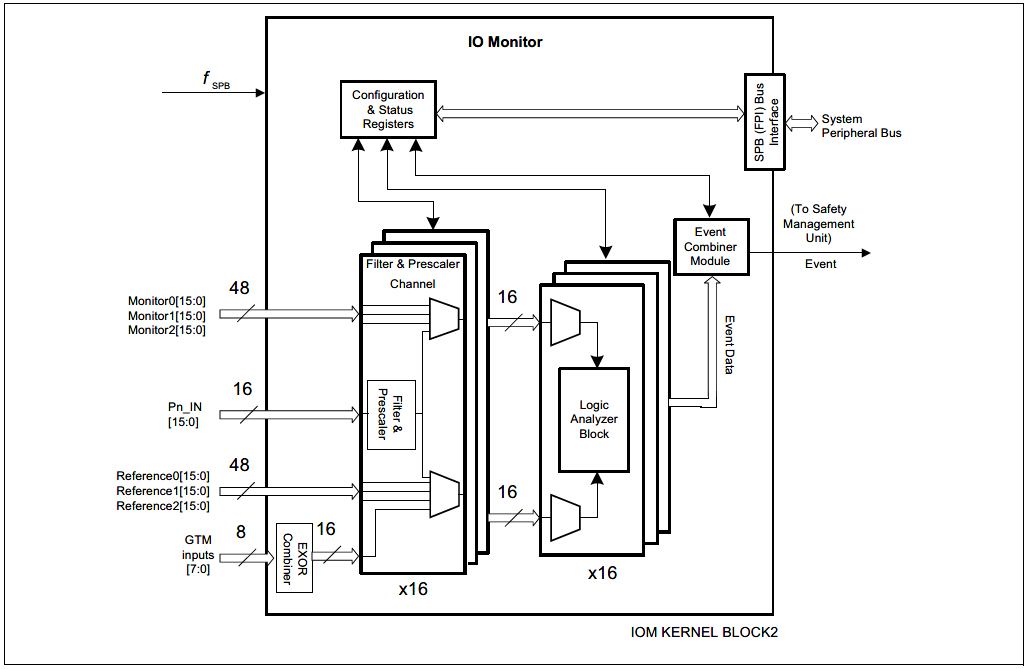 IO Monitor
f SPB
Configuration
& Status
Registers
SPB (FPI) Bus
Interface
System
Peripheral Bus
(To Safety
Management
Unit)
Event
Event
Combiner
Module
Filter & Prescaler
Channel
48
Monitor0[15:0]
Monitor1[15:0]
Monitor2[15:0]
16
Event Data
16
Pn_IN
[15:0]
Filter &
Prescaler
Logic
Analyzer
Block
48
Reference0[15:0]
Reference1[15:0]
Reference2[15:0]
16
8
GTM
inputs
[7:0]
EXOR
Combiner
16
x16
x16
IOM KERNEL BLOCK2